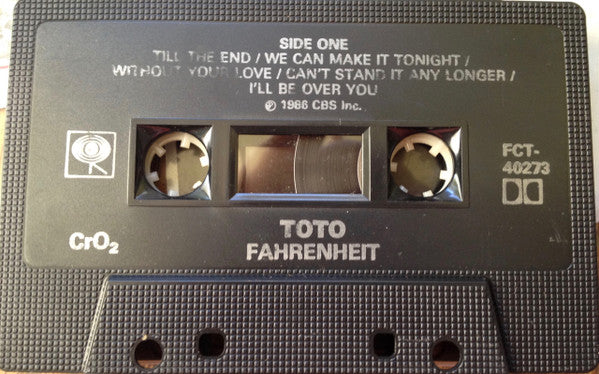 SIDE ONE
TILL THE END / WE CAN MAKE IT TONIGHT /
WITHOUT YOUR LOVE / CAN'T STAND IT ANY LONGER /
I'LL BE OVER YOU
℗ 1986 CBS Inc.
FCT-
40273
CrO₂
TOTO
FAHRENHEIT